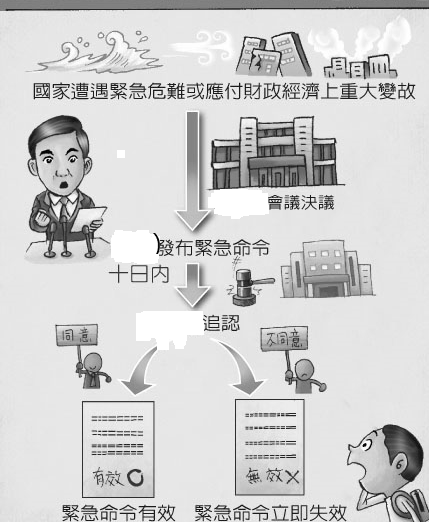 國家遭遇緊急危難或應付財政經濟上重大變故
會議決議
)發布緊急命令
十日內
追認
同意
不同意
有效
無效
緊急命令有效
緊急命令立即失效